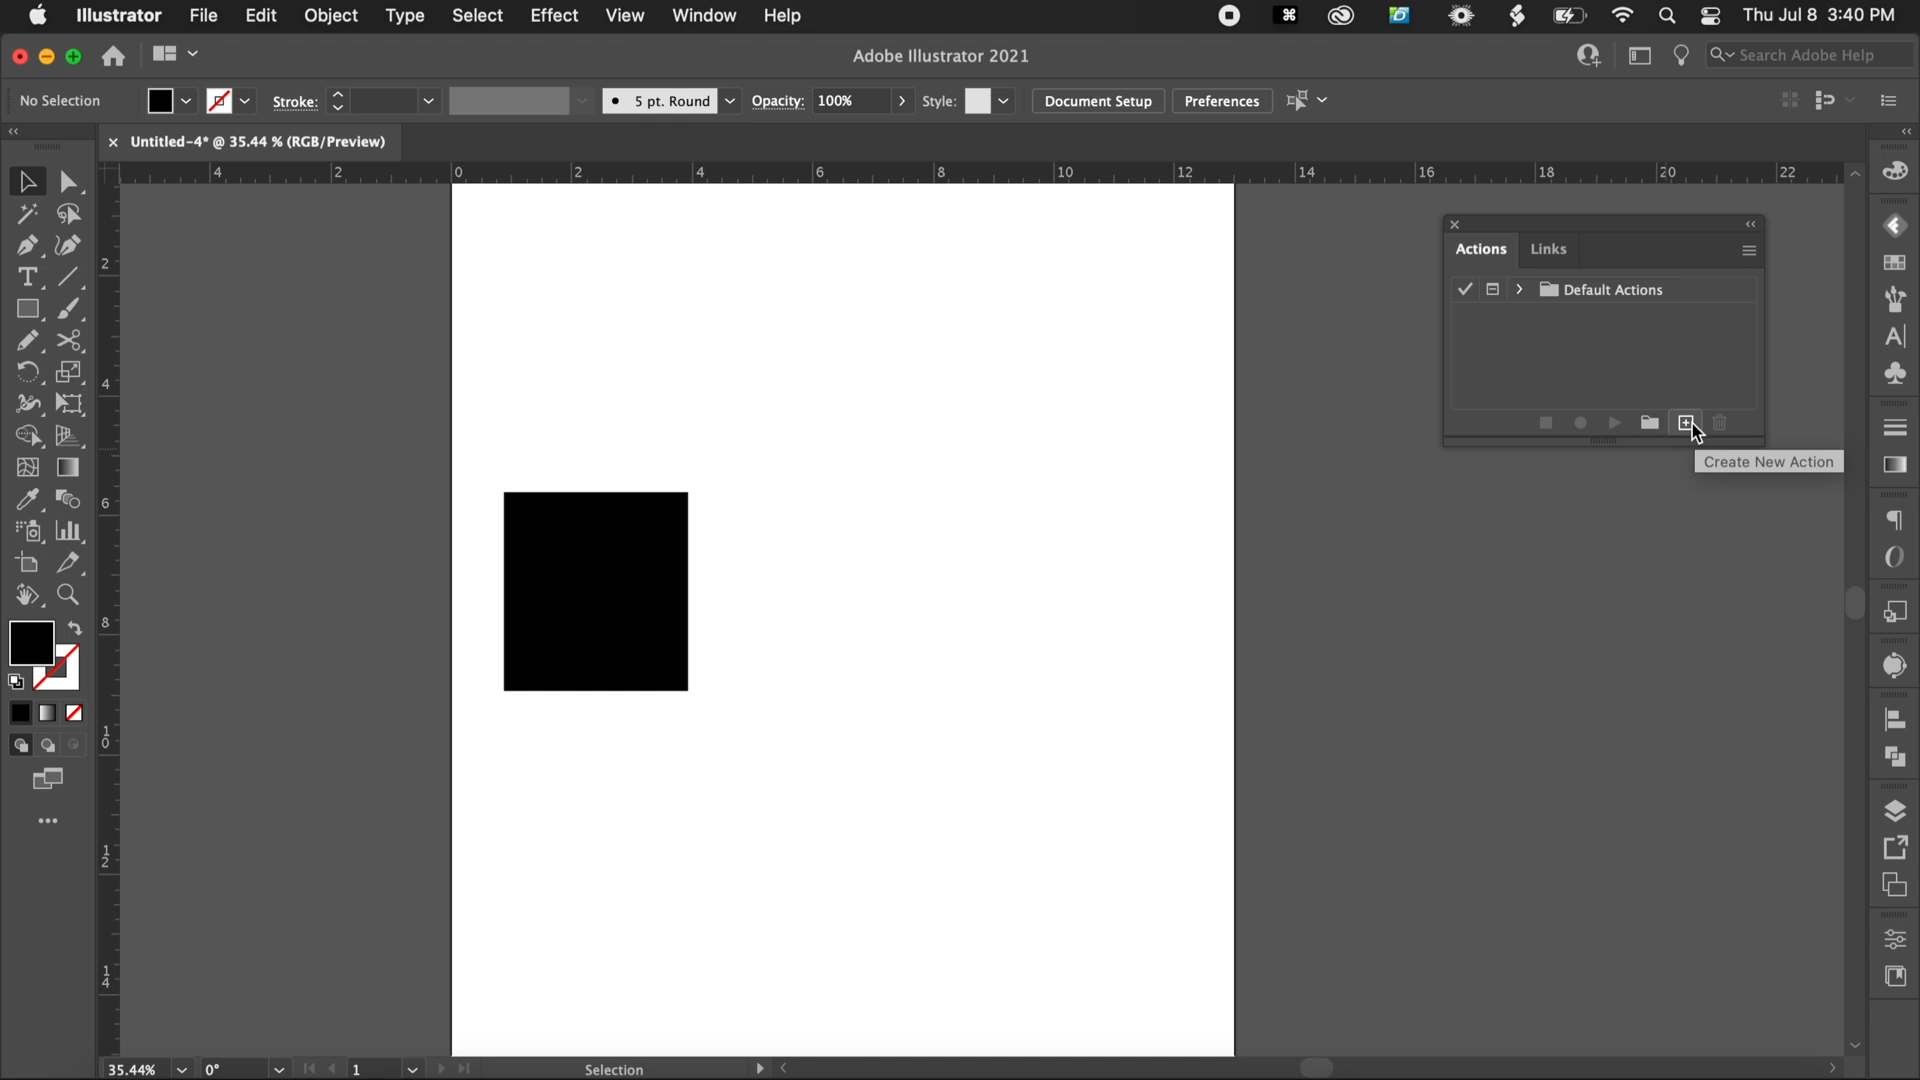 Illustrator File Edit Object Type Select Effect View Window Help Thu Jul 8 3:40 PM
Adobe Illustrator 2021 Search Adobe Help
No Selection Stroke: 5 pt. Round Opacity: 100% Style: Document Setup Preferences
Untitled-4* @ 35.44 % (RGB/Preview)
4 2 0 2 4 6 8 10 12 14 16 18 20 22
Actions Links
2
Default Actions
4
Create New Action
6
8
10
12
14
35.44% 0° 1 Selection